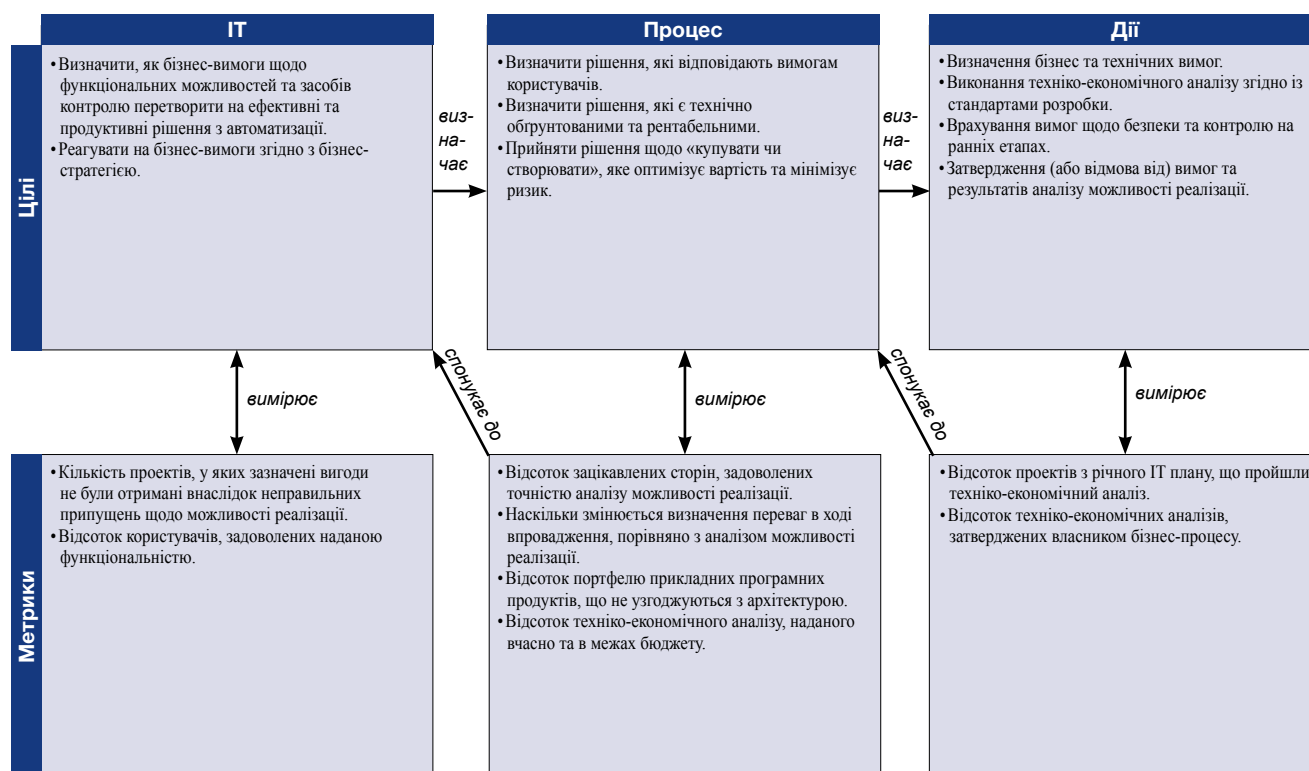 ІТ
Процес
Дії
Цілі
•Визначити, як бізнес-вимоги щодо
функціональних можливостей та засобів
контролю перетворити на ефективні та
продуктивні рішення з автоматизації.
•Реагувати на бізнес-вимоги згідно з бізнес-
стратегією.
виз-
на-
чає
•Визначити рішення, які відповідають вимогам
користувачів.
•Визначити рішення, які є технічно
обґрунтованими та рентабельними.
•Прийняти рішення щодо «купувати чи
створювати», яке оптимізує вартість та мінімізує
ризик.
виз-
на-
чає
•Визначення бізнес та технічних вимог.
•Виконання техніко-економічного аналізу згідно із
стандартами розробки.
•Врахування вимог щодо безпеки та контролю на
ранніх етапах.
•Затвердження (або відмова від) вимог та
результатів аналізу можливості реалізації.
вимірює
спонукає до
вимірює
спонукає до
вимірює
Метрики
•Кількість проектів, у яких зазначені вигоди
не були отримані внаслідок неправильних
припущень щодо можливості реалізації.
•Відсоток користувачів, задоволених наданою
функціональністю.
•Відсоток зацікавлених сторін, задоволених
точністю аналізу можливості реалізації.
•Наскільки змінюється визначення переваг в ході
впровадження, порівняно з аналізом можливості
реалізації.
•Відсоток портфелю прикладних програмних
продуктів, що не узгоджуються з архітектурою.
•Відсоток техніко-економічного аналізу, наданого
вчасно та в межах бюджету.
•Відсоток проектів з річного ІТ плану, що пройшли
техніко-економічний аналіз.
•Відсоток техніко-економічних аналізів,
затверджених власником бізнес-процесу.